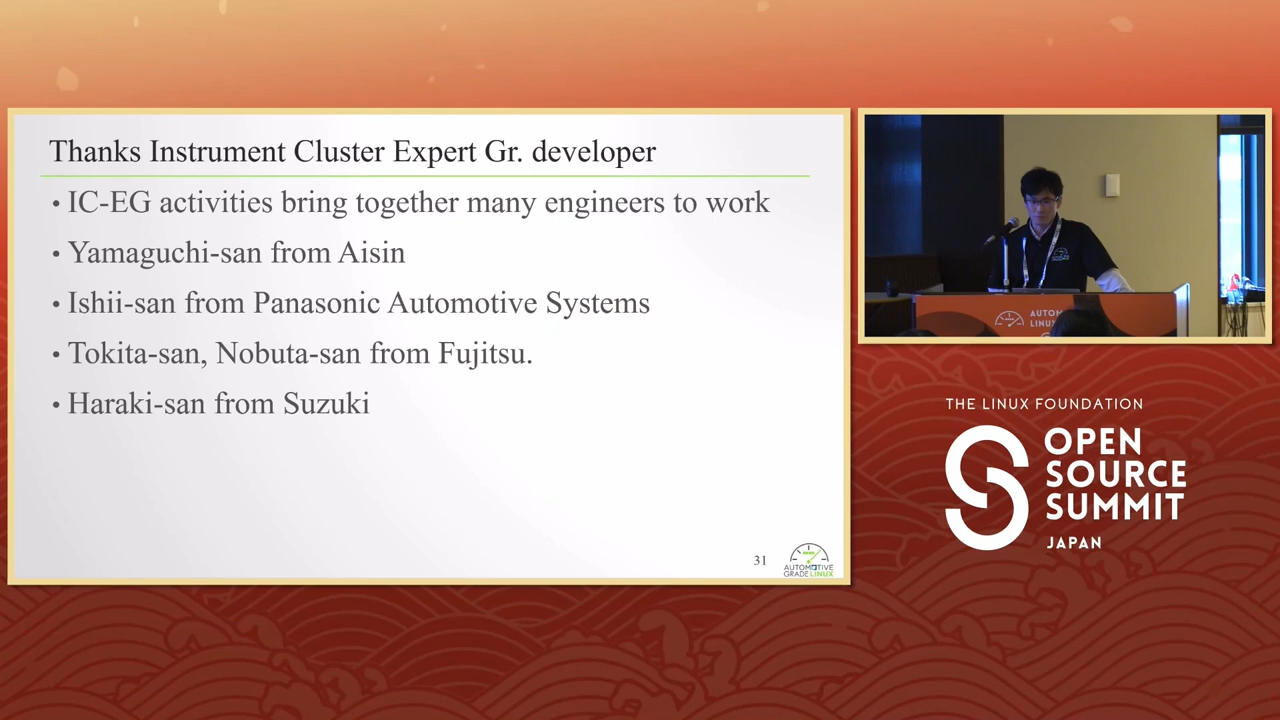 Thanks Instrument Cluster Expert Gr. developer
• IC-EG activities bring together many engineers to work
• Yamaguchi-san from Aisin
• Ishii-san from Panasonic Automotive Systems
• Tokita-san, Nobuta-san from Fujitsu.
• Haraki-san from Suzuki
31
AUTOMOTIVE
GRADELINUX
AUTOM
LINUX
THE LINUX FOUNDATION
OPEN
SOURCE
SUMMIT
JAPAN